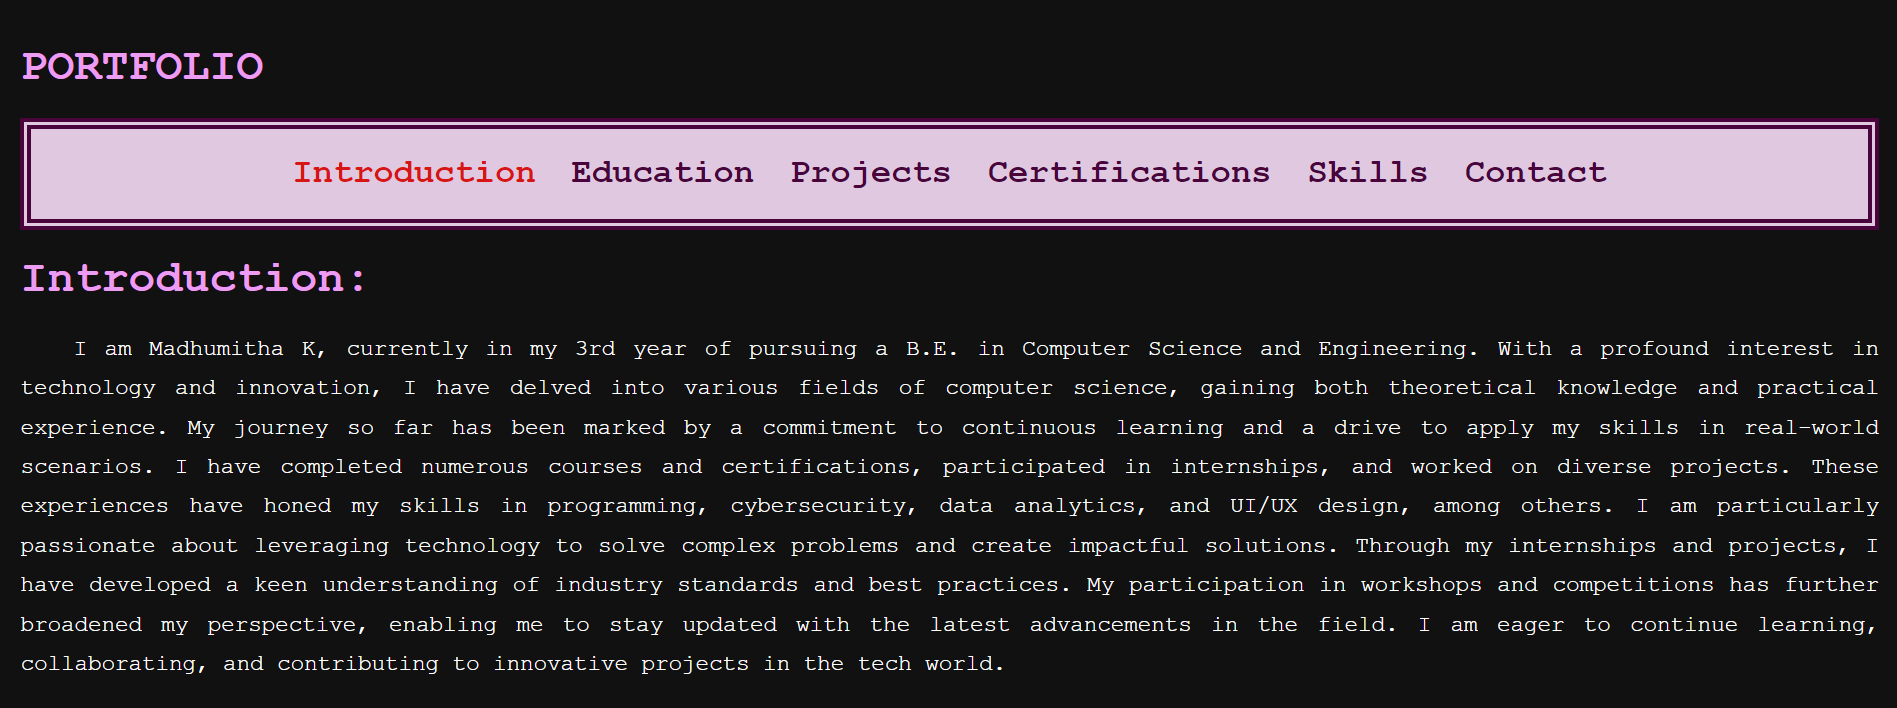 PORTFOLIO
Introduction Education Projects Certifications Skills Contact
Introduction:
I am Madhumitha K, currently in my 3rd year of pursuing a B.E. in Computer Science and Engineering. With a profound interest in
technology and innovation, I have delved into various fields of computer science, gaining both theoretical knowledge and practical
experience. My journey so far has been marked by a commitment to continuous learning and a drive to apply my skills in real-world
scenarios. I have completed numerous courses and certifications, participated in internships, and worked on diverse projects. These
experiences have honed my skills in programming, cybersecurity, data analytics, and UI/UX design, among others. I am particularly
passionate about leveraging technology to solve complex problems and create impactful solutions. Through my internships and projects, I
have developed a keen understanding of industry standards and best practices. My participation in workshops and competitions has further
broadened my perspective, enabling me to stay updated with the latest advancements in the field. I am eager to continue learning,
collaborating, and contributing to innovative projects in the tech world.